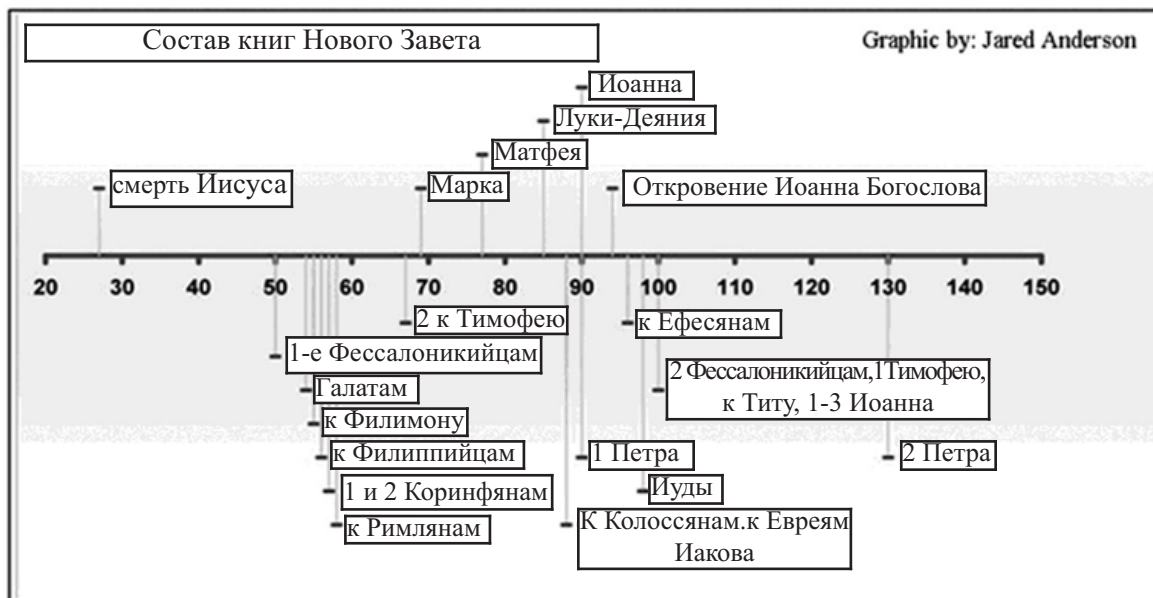 Состав книг Нового Завета
Graphic by: Jared Anderson
Иоанна
Луки-Деяния
Матфея
смерть Иисуса
Марка
Откровение Иоанна Богослова
20 30 40 50 60 70 80 90 100 110 120 130 140 150
2 к Тимофею
к Ефесянам
1-е Фессалоникийцам
2 Фессалоникийцам,1Тимофею,
к Титу, 1-3 Иоанна
Галатам
к Филимону
к Филиппийцам
1 Петра
2 Петра
1 и 2 Коринфянам
Иуды
к Римлянам
К Колоссянам.к Евреям
Иакова